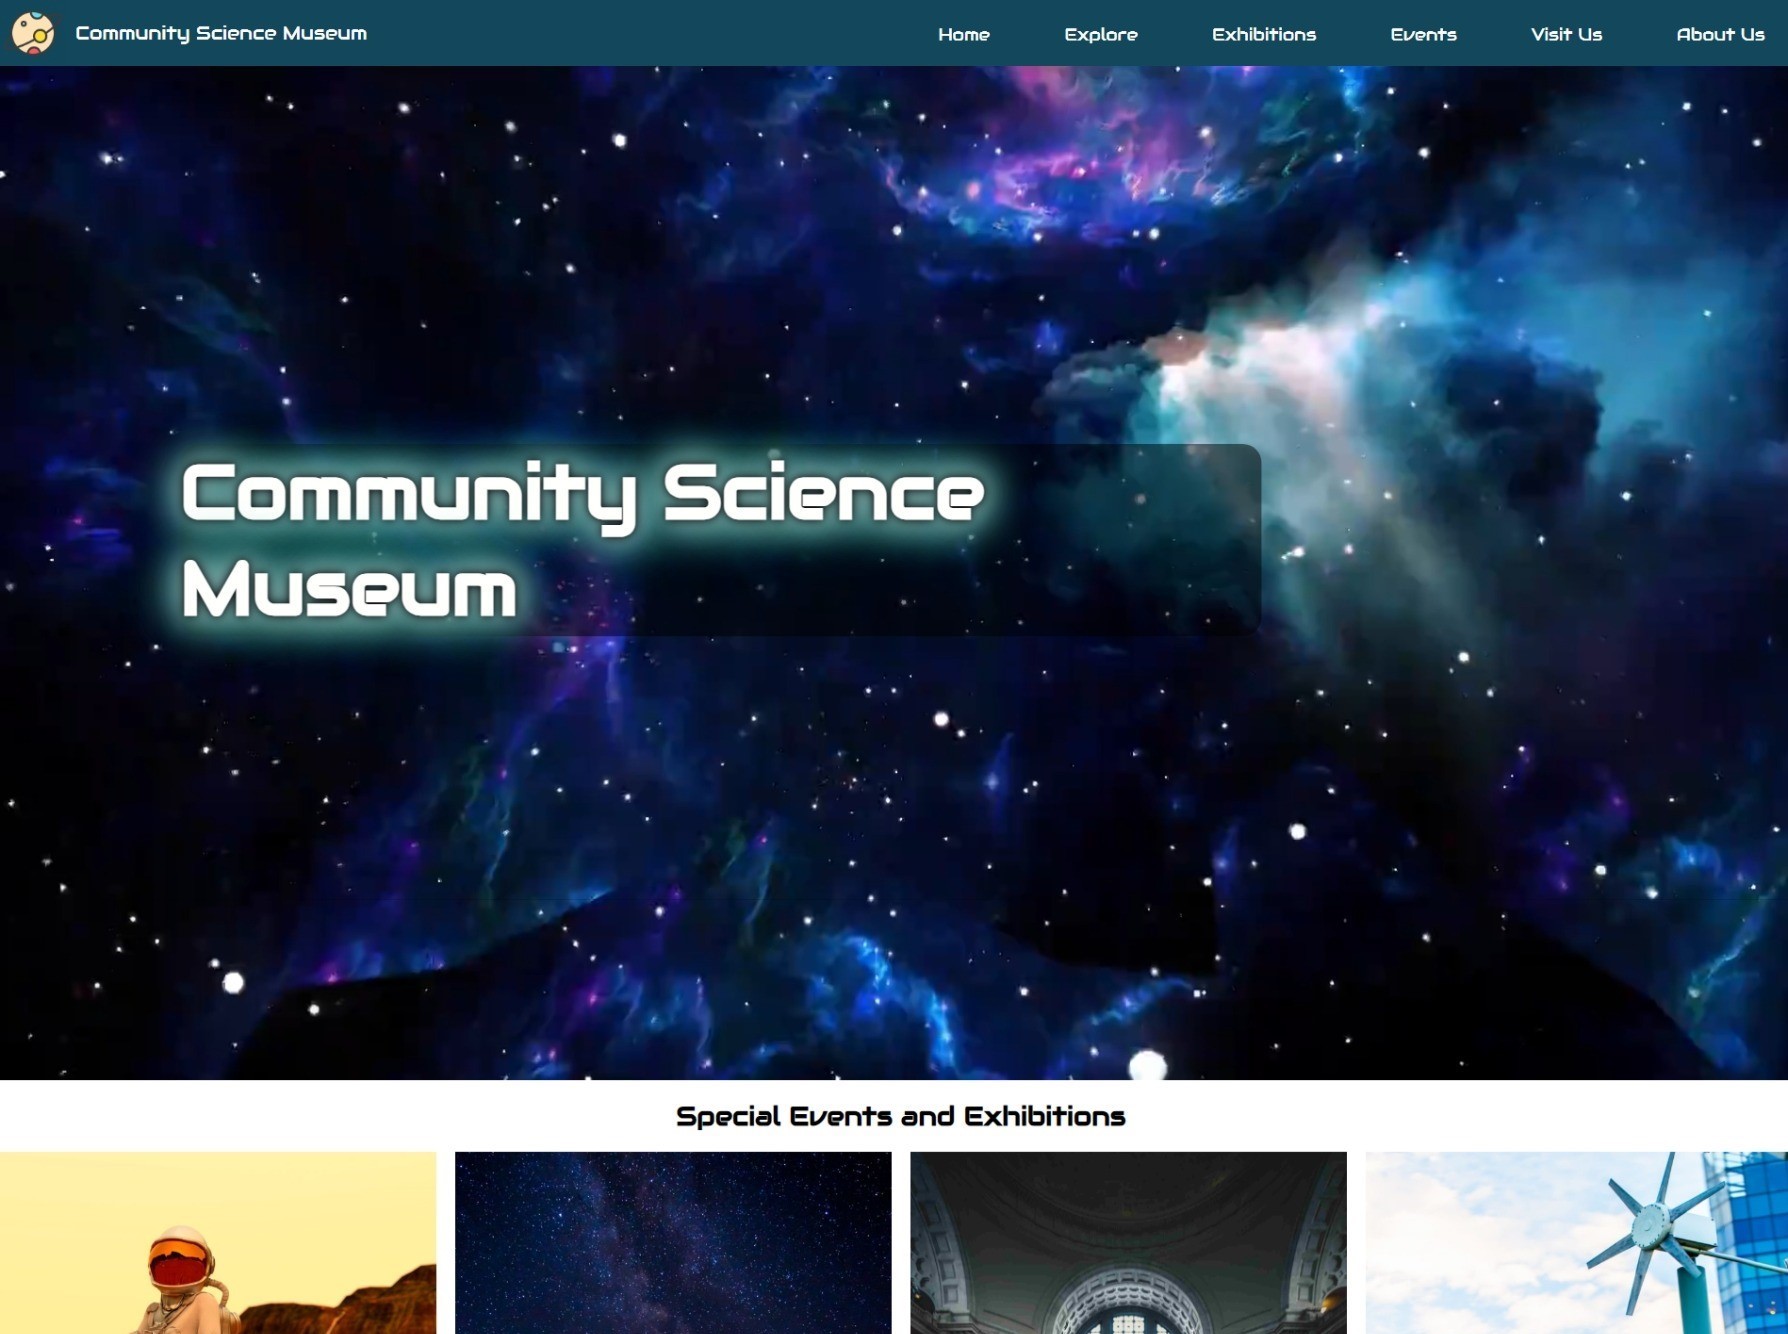 Community Science Museum
Home Explore Exhibitions Events Visit Us About Us
Community Science
Museum
Special Events and Exhibitions